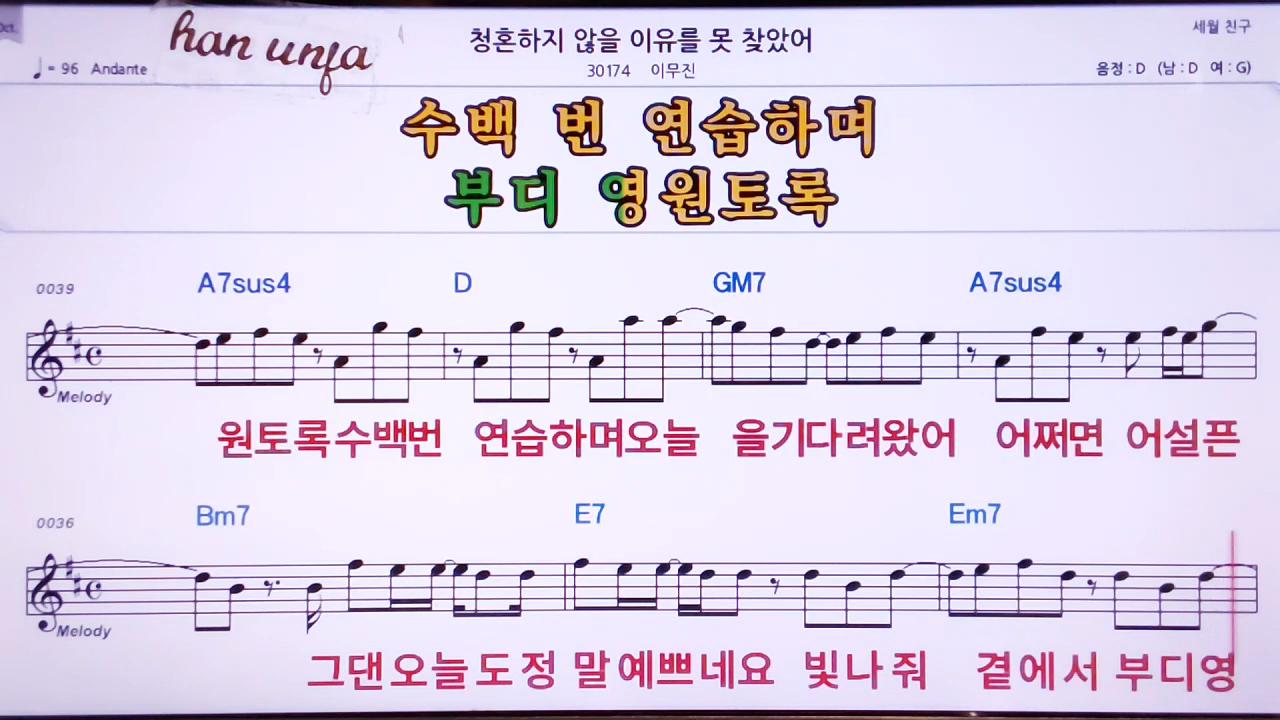 Oct.
han unja
청혼하지 않을 이유를 못 찾았어
세월 친구
♩= 96 Andante
30174 이무진
음정 : D (남 : D 여 : G)
수백 번 연습하며
부디 영원토록
0039
A7sus4 D GM7 A7sus4
Melody
원토록수백번 연습하며오늘 을기다려왔어 어쩌면 어설픈
0036
Bm7 E7 Em7
Melody
그댄오늘도정 말예쁘네요 빛나줘 곁에서 부디영